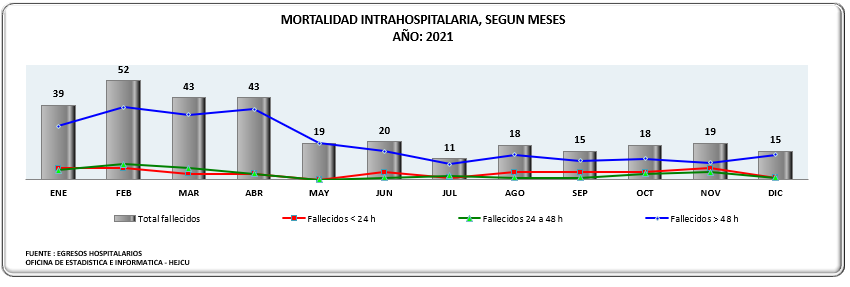 MORTALIDAD INTRAHOSPITALARIA, SEGUN MESES
AÑO: 2021
39 52 43 43 19 20 11 18 15 18 19 15
ENE FEB MAR ABR MAY JUN JUL AGO SEP OCT NOV DIC
Total fallecidos Fallecidos < 24 h Fallecidos 24 a 48 h Fallecidos > 48 h
FUENTE : EGRESOS HOSPITALARIOS
OFICINA DE ESTADISTICA E INFORMATICA - HEJCU